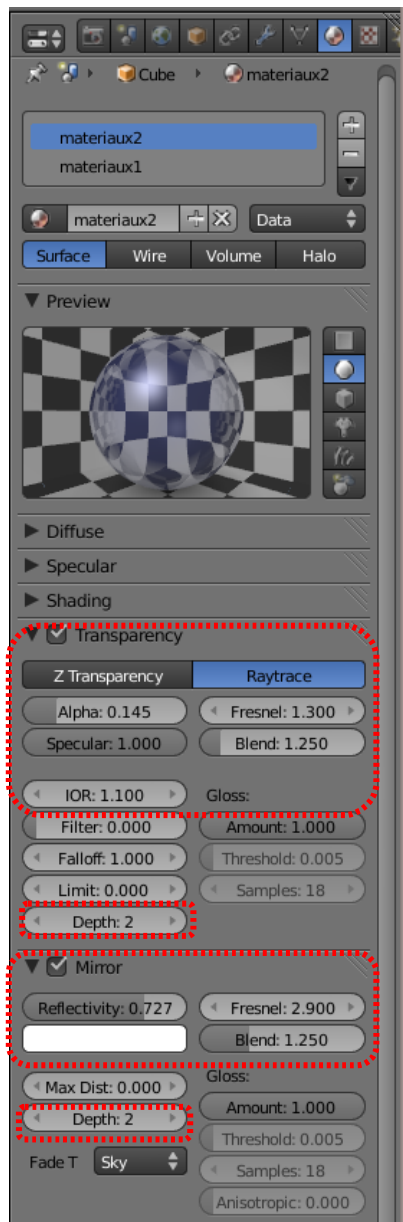 Cube materiaux2
materiaux2
materiaux1
materiaux2 Data
Surface Wire Volume Halo
Preview
Diffuse
Specular
Shading
Transparency
Z Transparency Raytrace
Alpha: 0.145 Fresnel: 1.300
Specular: 1.000 Blend: 1.250
IOR: 1.100 Gloss:
Filter: 0.000 Amount: 1.000
Falloff: 1.000 Threshold: 0.005
Limit: 0.000 Samples: 18
Depth: 2
Mirror
Reflectivity: 0.727 Fresnel: 2.900
Blend: 1.250
Max Dist: 0.000 Gloss:
Depth: 2 Amount: 1.000
Threshold: 0.005
Fade T Sky Samples: 18
Anisotropic: 0.000